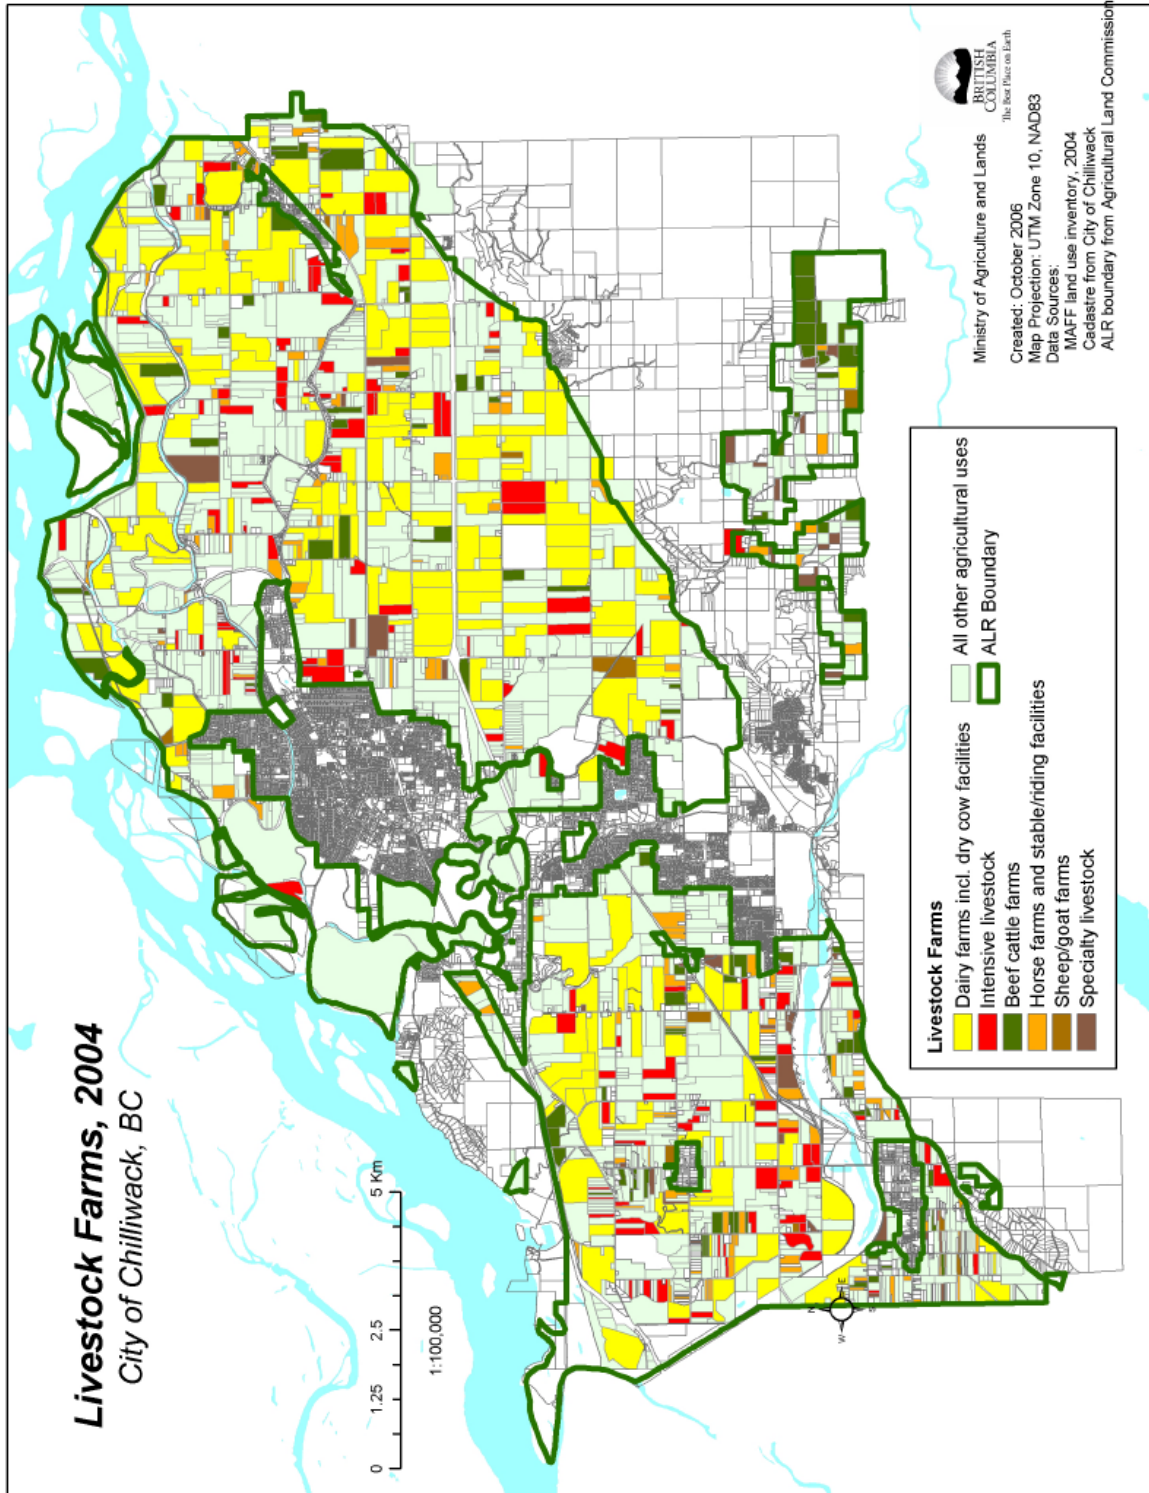 Livestock Farms, 2004
City of Chilliwack, BC
0 1.25 2.5 5 Km
1:100,000
N
W E
S
Livestock Farms
Dairy farms incl. dry cow facilities
Intensive livestock
Beef cattle farms
Horse farms and stable/riding facilities
Sheep/goat farms
Specialty livestock
All other agricultural uses
ALR Boundary
Ministry of Agriculture and Lands
Created: October 2006
Map Projection: UTM Zone 10, NAD83
Data Sources:
MAFF land use inventory, 2004
Cadastre from City of Chilliwack
ALR boundary from Agricultural Land Commission
BRITISH
COLUMBIA
The Best Place on Earth